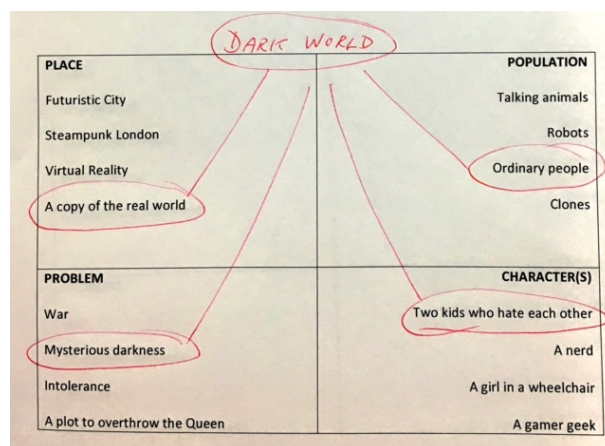 DARK WORLD
PLACE
Futuristic City
Steampunk London
Virtual Reality
A copy of the real world
POPULATION
Talking animals
Robots
Ordinary people
Clones
PROBLEM
War
Mysterious darkness
Intolerance
A plot to overthrow the Queen
CHARACTER(S)
Two kids who hate each other
A nerd
A girl in a wheelchair
A gamer geek